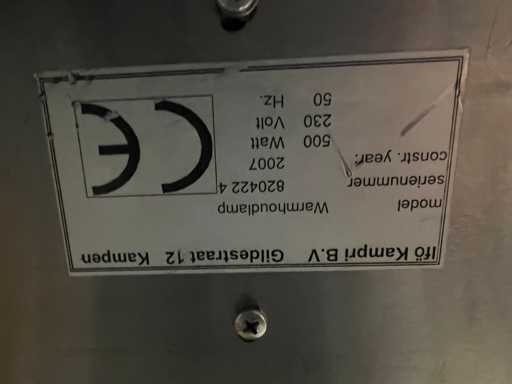 Ifö Kampri B.V Gildestraat 12 Kampen
model Warmhoudlamp
serienummer 820422 4
constr. year. 2007
500 Watt
230 Volt
50 Hz.
CE